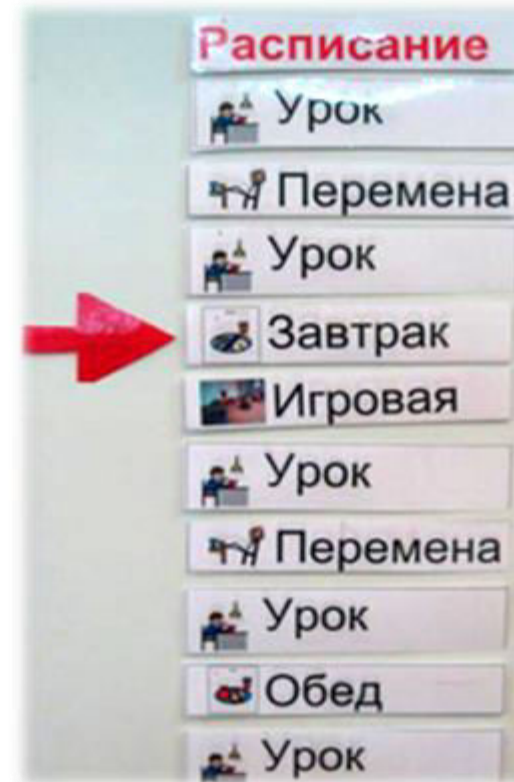 Расписание
Урок
Перемена
Урок
Завтрак
Игровая
Урок
Перемена
Урок
Обед
Урок